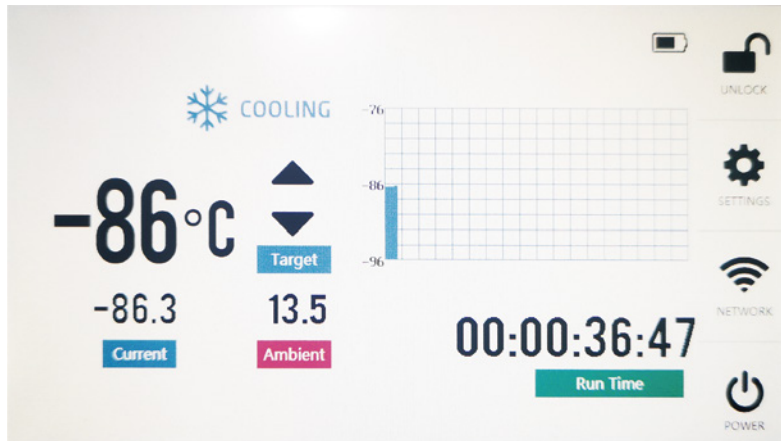 COOLING
-76
-86
-96
-86°C
Target
-86.3
13.5
Current
Ambient
00:00:36:47
Run Time
UNLOCK
SETTINGS
NETWORK
POWER